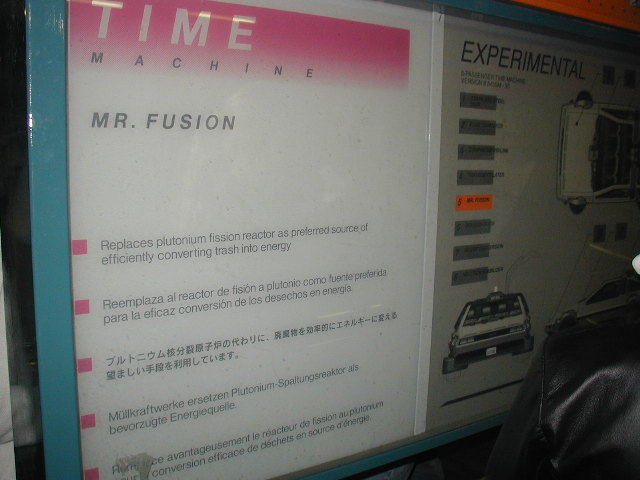 TIME
MACHINE
MR. FUSION
Replaces plutonium fission reactor as preferred source of
efficiently converting trash into energy
Reemplaza al reactor de fisión a plutonio como fuente preferida
para la eficaz conversión de los desechos en energía.
プルトニウム核分裂原子炉の代わりに、廃棄物を効率的にエネルギーに変える
望ましい手段を利用しています。
Müllkraftwerke ersetzen Plutonium-Spaltungsreaktor als
bevorzugte Energiequelle.
avantageusement le réacteur de fission au plutonium
conversion efficace de déchets en source d'énergie.
EXPERIMENTAL
8-PASSENGER TIME MACHINE
5 MR. FUSION